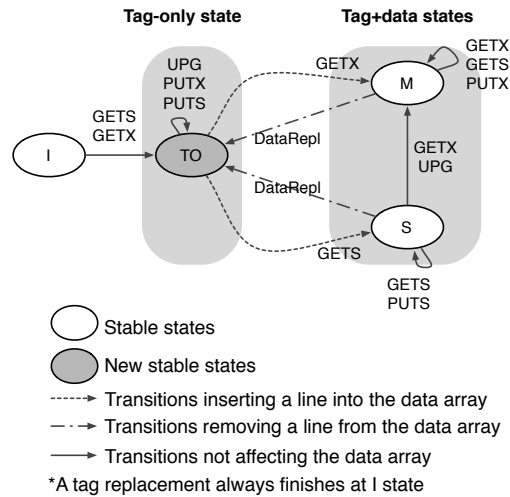 Tag-only state
Tag+data states
UPG
PUTX
PUTS
GETX
GETX
GETS
PUTX
M
GETS
GETX
I
TO
DataRepl
GETX
UPG
DataRepl
S
GETS
GETS
PUTS
Stable states
New stable states
Transitions inserting a line into the data array
Transitions removing a line from the data array
Transitions not affecting the data array
*A tag replacement always finishes at I state